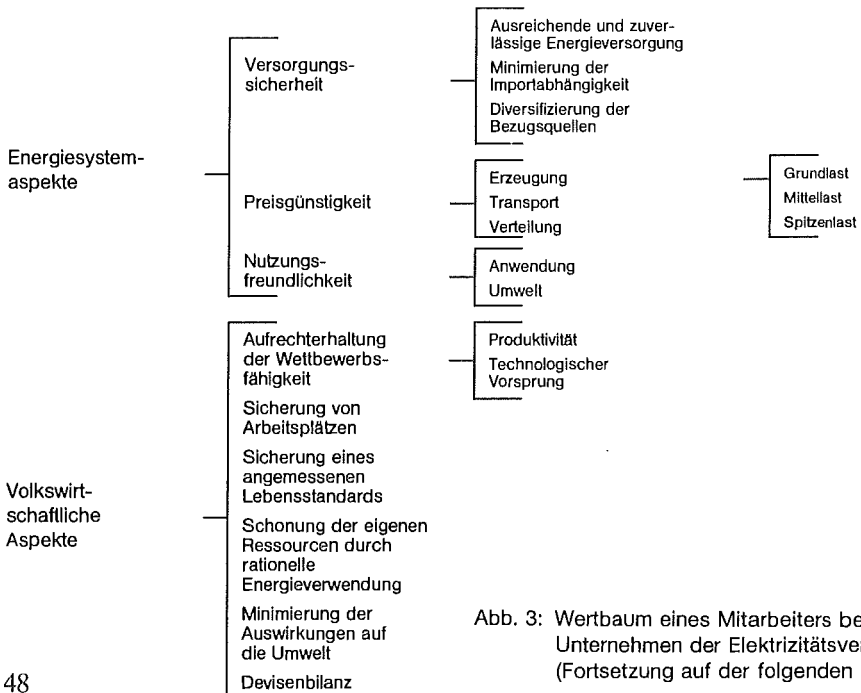 Energiesystem-
aspekte
Versorgungs-
sicherheit
Ausreichende und zuver-
lässige Energieversorgung
Minimierung der
Importabhängigkeit
Diversifizierung der
Bezugsquellen
Preisgünstigkeit
Erzeugung
Transport
Verteilung
Grundlast
Mittellast
Spitzenlast
Nutzungs-
freundlichkeit
Anwendung
Umwelt
Volkswirt-
schaftliche
Aspekte
Aufrechterhaltung
der Wettbewerbs-
fähigkeit
Produktivität
Technologischer
Vorsprung
Sicherung von
Arbeitsplätzen
Sicherung eines
angemessenen
Lebensstandards
Schonung der eigenen
Ressourcen durch
rationelle
Energieverwendung
Minimierung der
Auswirkungen auf
die Umwelt
Devisenbilanz
Abb. 3: Wertbaum eines Mitarbeiters be
Unternehmen der Elektrizitätsve
(Fortsetzung auf der folgenden
48